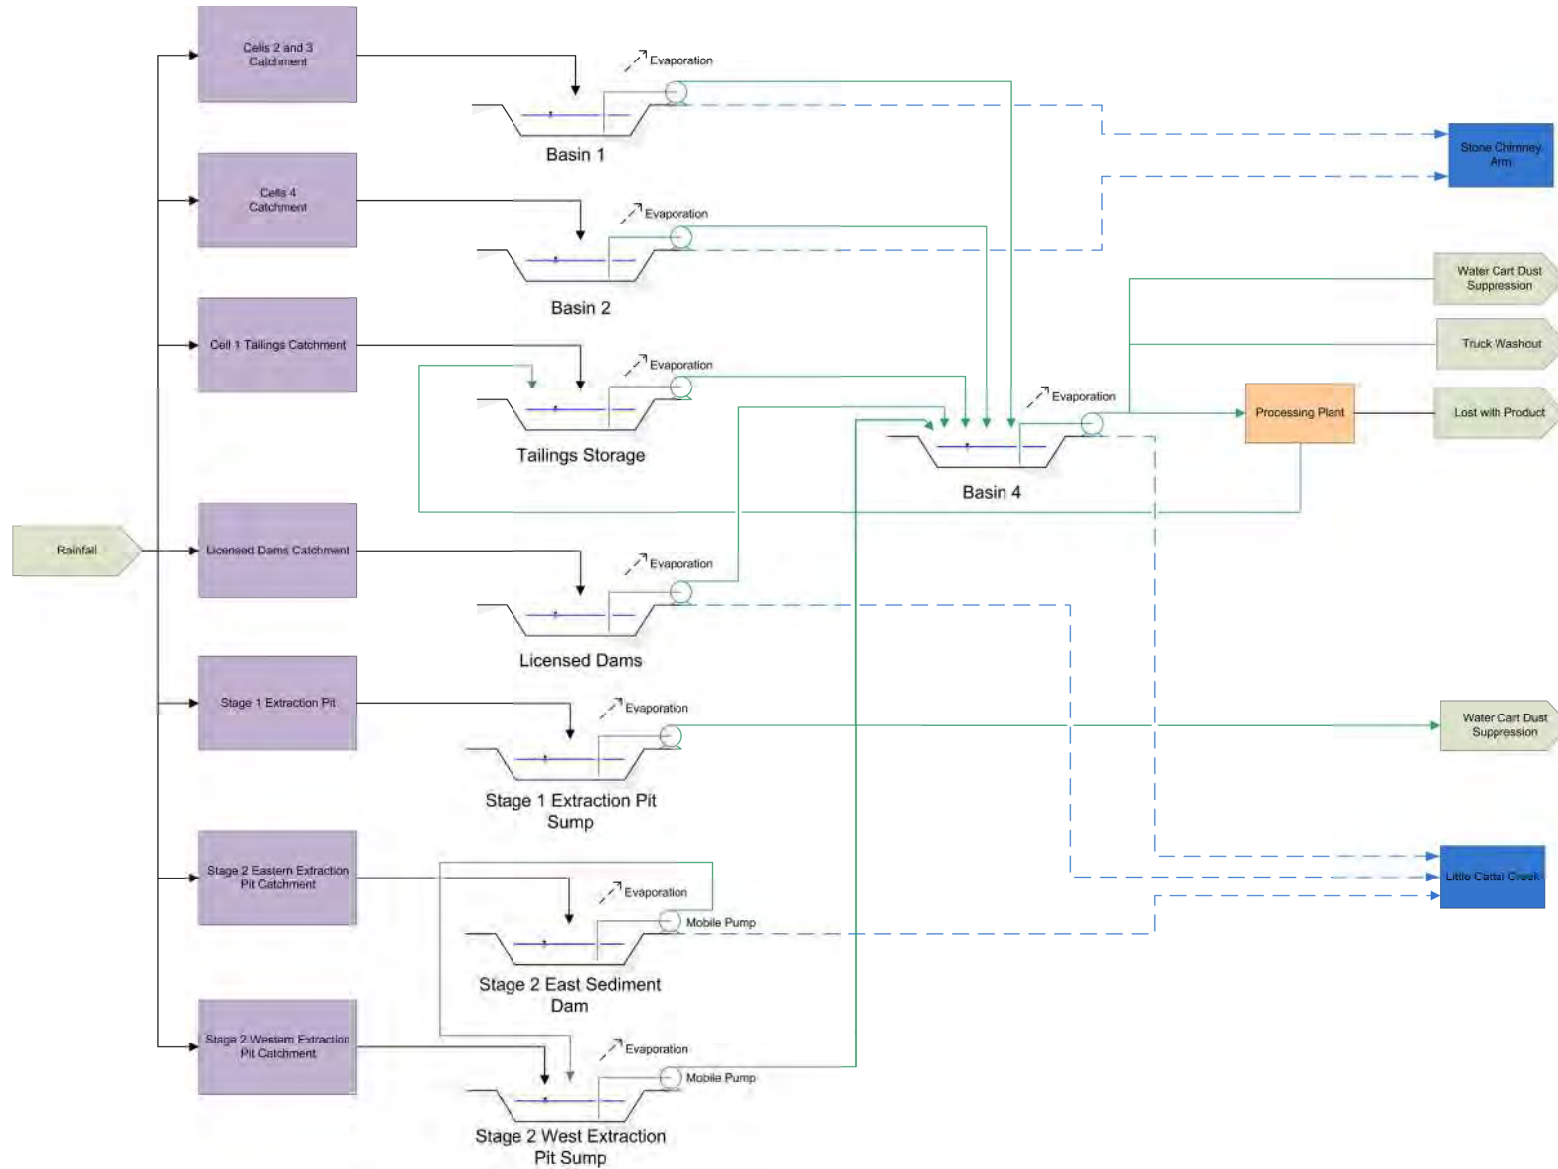 Cells 2 and 3
Catchment
Evaporation
Basin 1
Stone Chimney
Arm
Cells 4
Catchment
Evaporation
Basin 2
Water Cart Dust
Suppression
Cell 1 Tailings Catchment
Evaporation
Tailings Storage
Truck Washout
Evaporation
Processing Plant
Lost with Product
Basin 4
Rainfall
Licensed Dams Catchment
Evaporation
Licensed Dams
Stage 1 Extraction Pit
Evaporation
Stage 1 Extraction Pit
Sump
Water Cart Dust
Suppression
Stage 2 Eastern Extraction
Pit Catchment
Evaporation
Mobile Pump
Stage 2 East Sediment
Dam
Little Cattai Creek
Stage 2 Western Extraction
Pit Catchment
Evaporation
Mobile Pump
Stage 2 West Extraction
Pit Sump